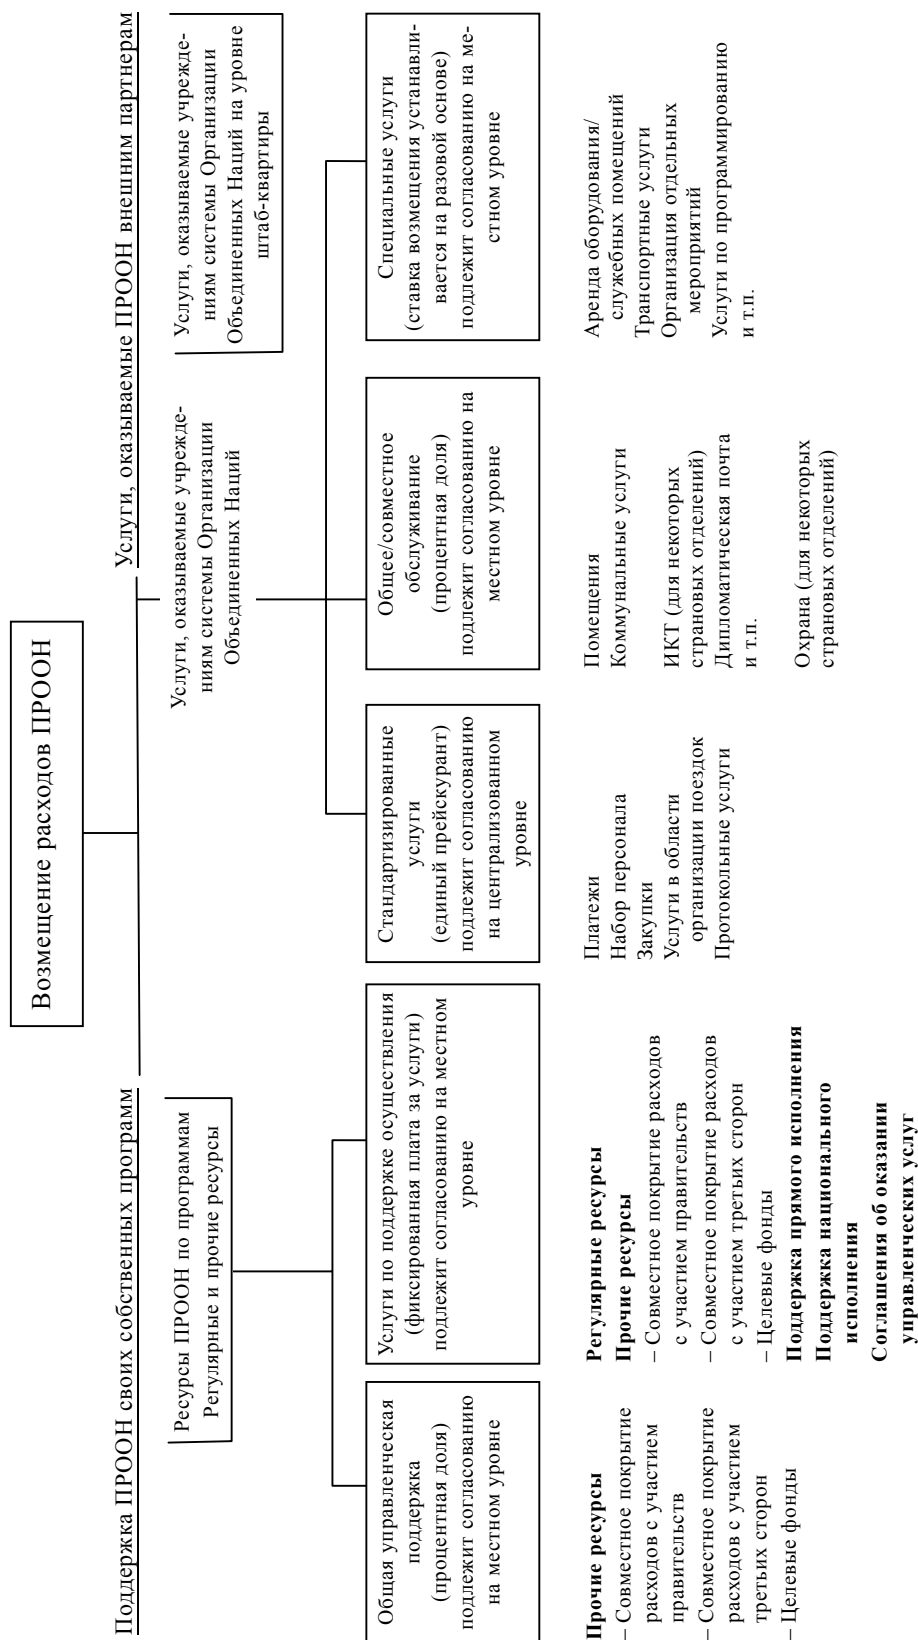 Возмещение расходов ПРООН
Поддержка ПРООН своих собственных программ
Услуги, оказываемые ПРООН внешним партнерам
Ресурсы ПРООН по программам
Регулярные и прочие ресурсы
Услуги, оказываемые учрежде-
ниям системы Организации
Объединенных Наций
Услуги, оказываемые учрежде-
ниям системы Организации
Объединенных Наций на уровне
штаб-квартиры
Общая управленческая
поддержка
(процентная доля)
подлежит согласованию
на местном уровне
Услуги по поддержке осуществления
(фиксированная плата за услуги)
подлежит согласованию на местном
уровне
Стандартизированные
услуги
(единый прейскурант)
подлежит согласованию
на централизованном
уровне
Общее/совместное
обслуживание
(процентная доля)
подлежит согласованию на
местном уровне
Специальные услуги
(ставка возмещения устанавли-
вается на разовой основе)
подлежит согласованию на ме-
стном уровне
Прочие ресурсы
– Совместное покрытие
расходов с участием
правительств
– Совместное покрытие
расходов с участием
третьих сторон
– Целевые фонды
Регулярные ресурсы
Прочие ресурсы
– Совместное покрытие расходов
с участием правительств
– Совместное покрытие расходов
с участием третьих сторон
– Целевые фонды
Поддержка прямого исполнения
Поддержка национального
исполнения
Соглашения об оказании
управленческих услуг
Платежи
Набор персонала
Закупки
Услуги в области
организации поездок
Протокольные услуги
Помещения
Коммунальные услуги
ИКТ (для некоторых
страновых отделений)
Дипломатическая почта
и т.п.
Охрана (для некоторых
страновых отделений)
Аренда оборудования/
служебных помещений
Транспортные услуги
Организация отдельных
мероприятий
Услуги по программированию
и т.п.